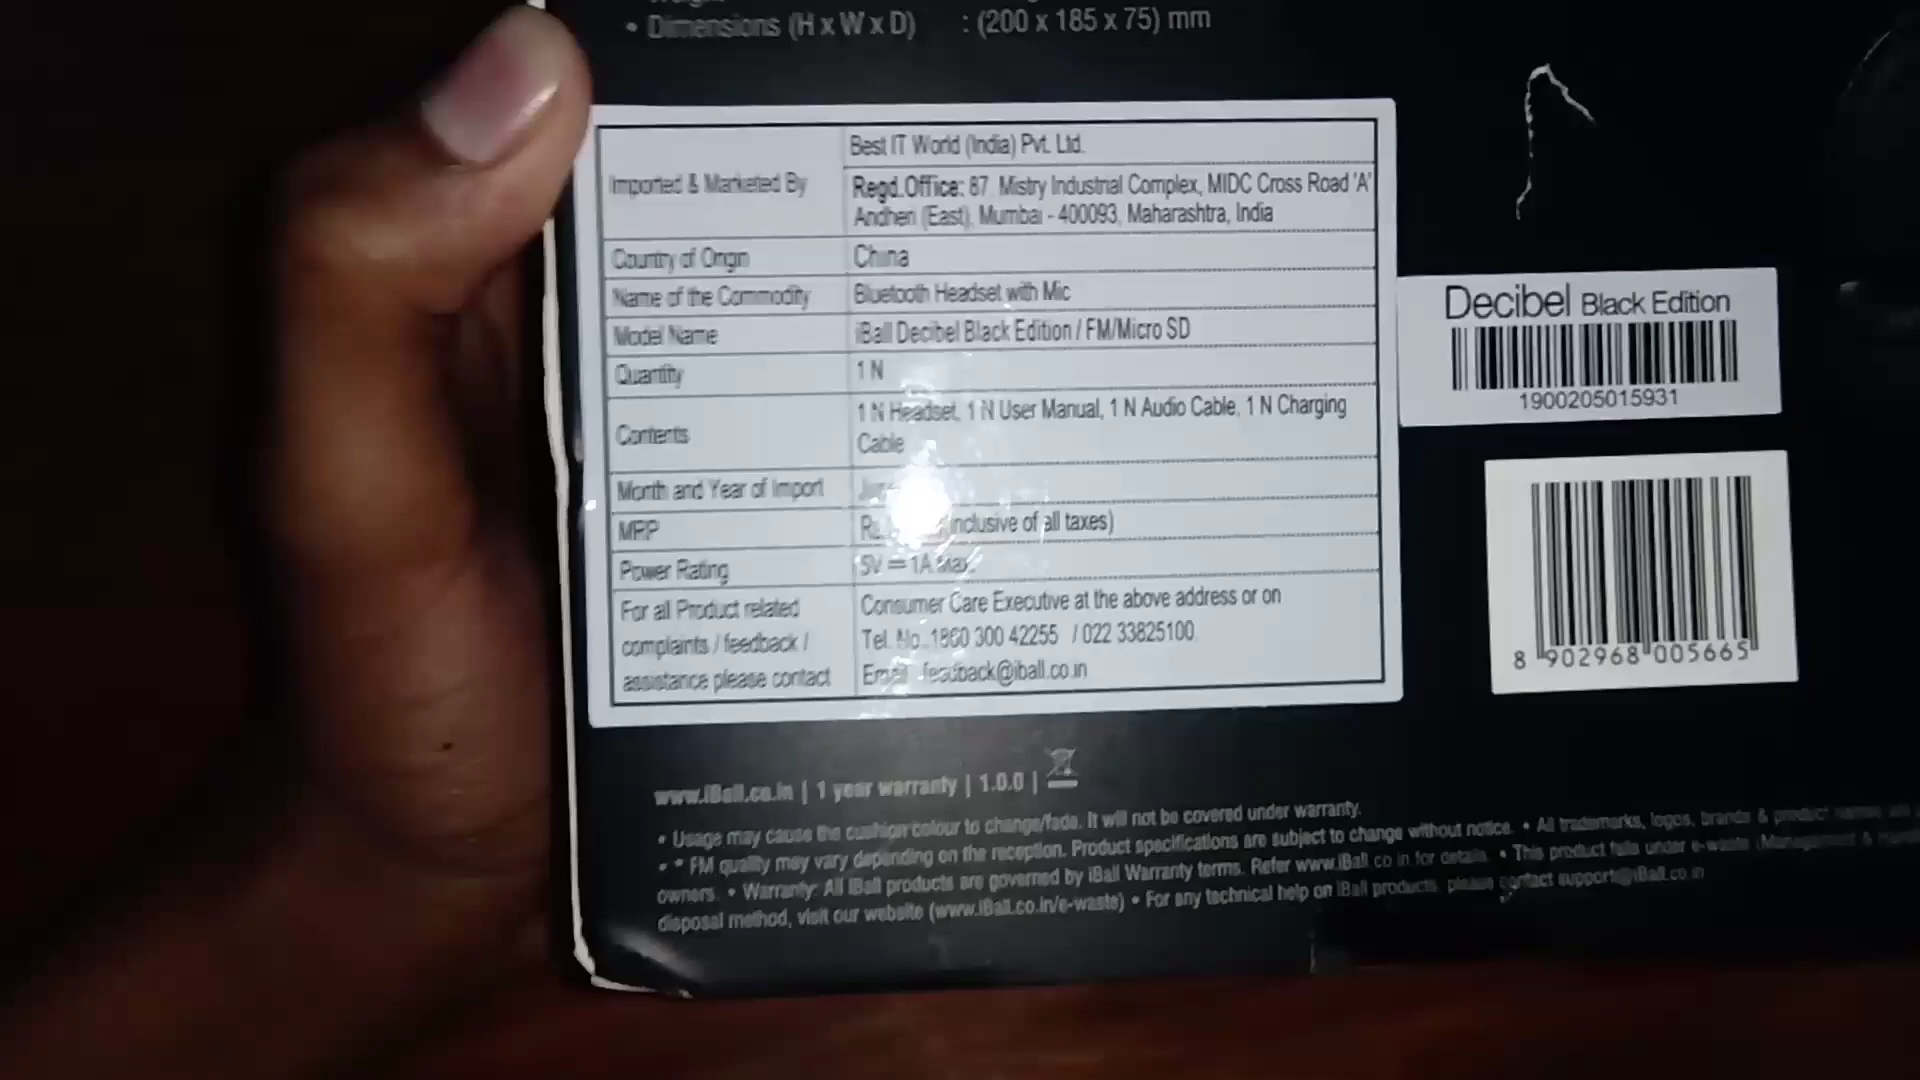 • Dimensions (H x W x D) : (200 x 185 x 75) mm
Imported & Marketed By
Best IT World (India) Pvt. Ltd.
Regd.Office: 87, Mistry Industrial Complex, MIDC Cross Road 'A'
Andheri (East), Mumbai - 400093, Maharashtra, India
Country of Origin China
Name of the Commodity Bluetooth Headset with Mic
Model Name iBall Decibel Black Edition / FM/Micro SD
Quantity 1 N
Contents
1 N Headset, 1 N User Manual, 1 N Audio Cable, 1 N Charging
Cable
Month and Year of Import
MRP inclusive of all taxes)
Power Rating 5V = 1A Max.
For all Product related
complaints / feedback /
assistance please contact
Consumer Care Executive at the above address or on
Tel. No. 1860 300 42255 / 022 33825100
Email feedback@iball.co.in
Decibel Black Edition
1900205015931
8 902968 005665
www.iBall.co.in | 1 year warranty | 1.0.0 |
• Usage may cause the cushion colour to change/fade. It will not be covered under warranty.
• * FM quality may vary depending on the reception. Product specifications are subject to change without notice. • All trademarks, logos, brands & product names are
owners. • Warranty: All iBall products are governed by iBall Warranty terms. Refer www.iBall.co.in for details. • This product falls under e-waste (Management &
disposal method, visit our website (www.iBall.co.in/e-waste) • For any technical help on iBall products, please contact support@iBall.co.in